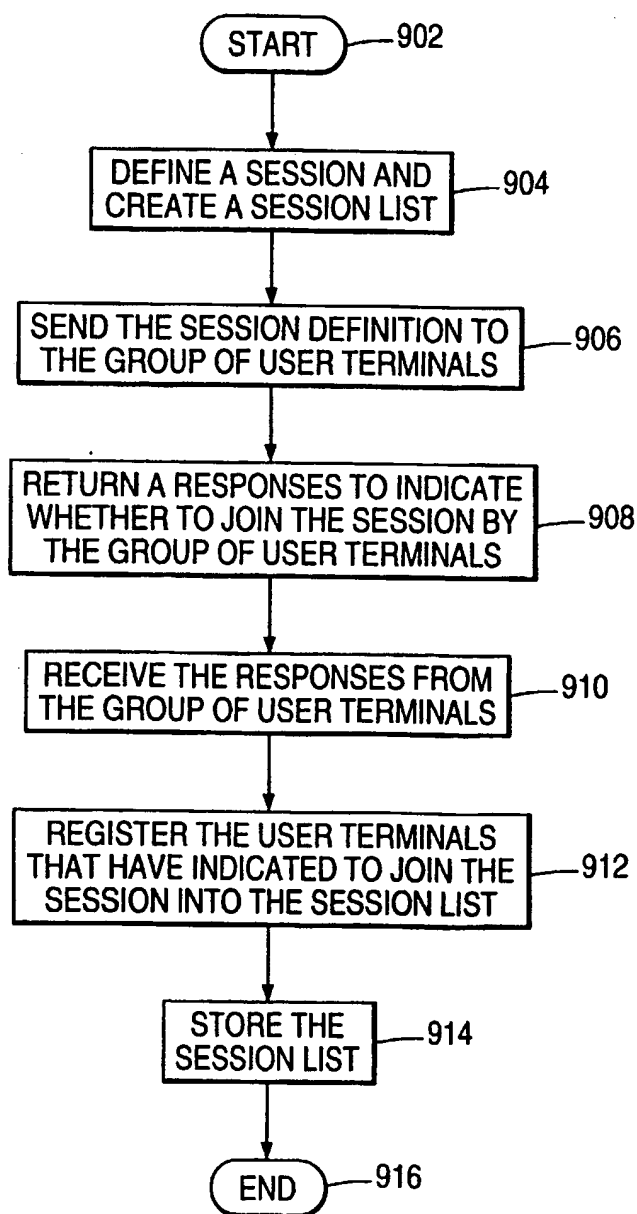 START
902
DEFINE A SESSION AND
CREATE A SESSION LIST
904
SEND THE SESSION DEFINITION TO
THE GROUP OF USER TERMINALS
906
RETURN A RESPONSES TO INDICATE
WHETHER TO JOIN THE SESSION BY
THE GROUP OF USER TERMINALS
908
RECEIVE THE RESPONSES FROM
THE GROUP OF USER TERMINALS
910
REGISTER THE USER TERMINALS
THAT HAVE INDICATED TO JOIN THE
SESSION INTO THE SESSION LIST
912
STORE THE
SESSION LIST
914
END
916